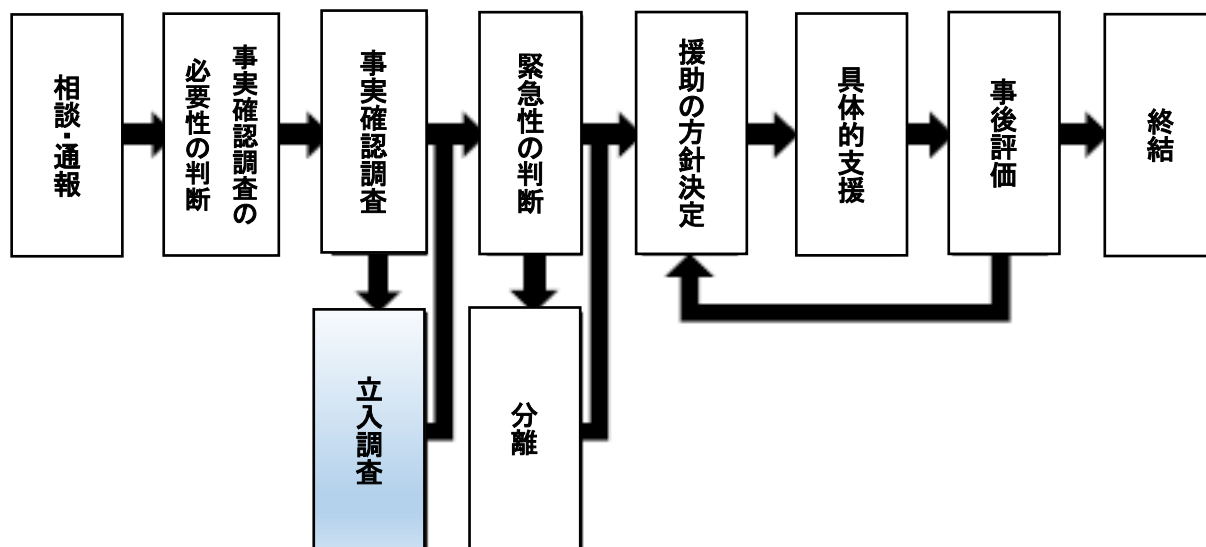 相談・通報
事実確認調査の
必要性の判断
事実確認調査
緊急性の判断
援助の方針決定
具体的支援
事後評価
終結
立入調査
分離